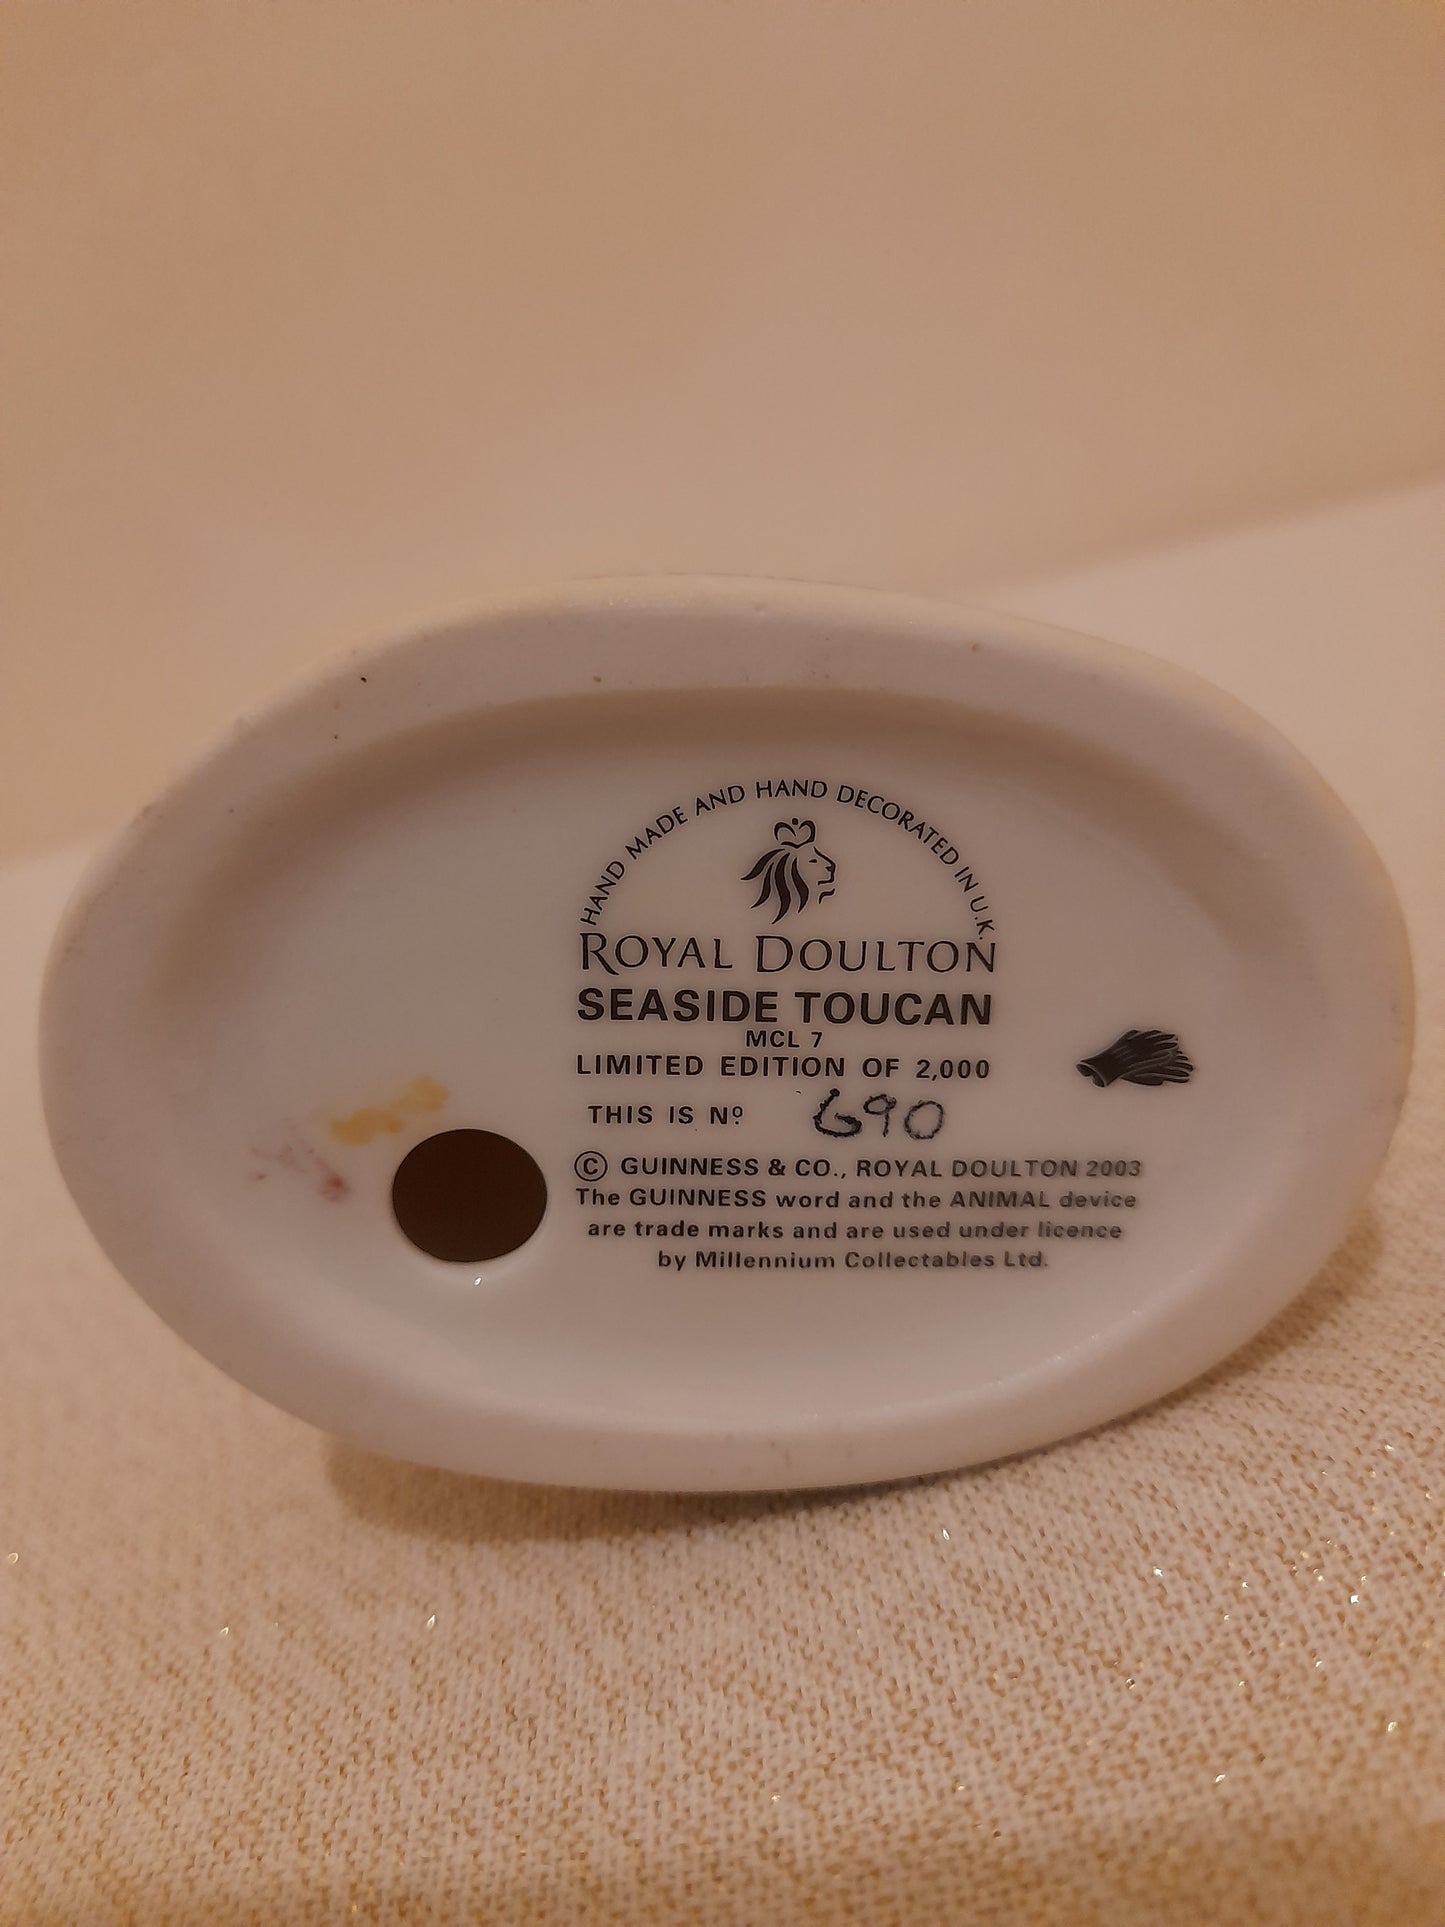 HAND MADE AND HAND DECORATED IN U.K.
ROYAL DOULTON
SEASIDE TOUCAN
MCL 7
LIMITED EDITION OF 2,000
THIS IS Nº 690
© GUINNESS & CO., ROYAL DOULTON 2003
The GUINNESS word and the ANIMAL device
are trade marks and are used under licence
by Millennium Collectables Ltd.